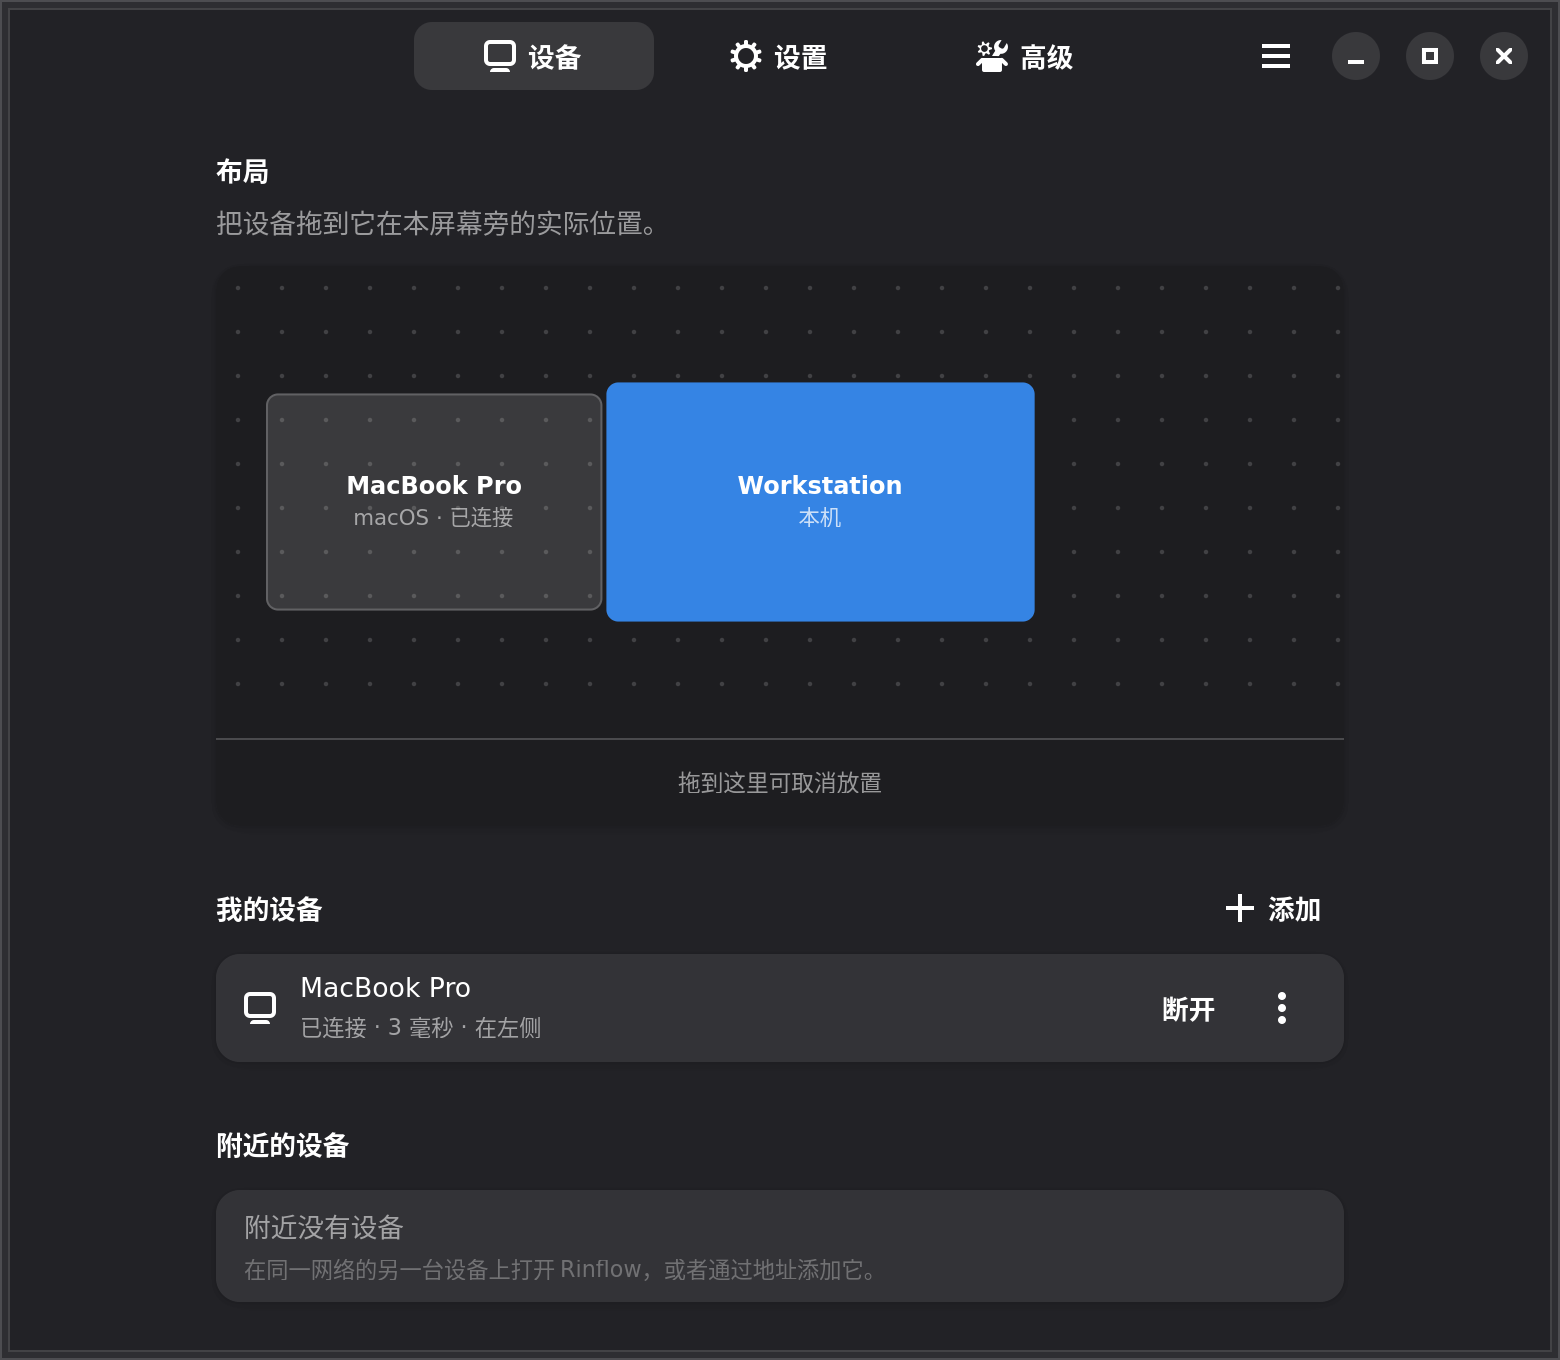 设备
设置
高级
布局
把设备拖到它在本屏幕旁的实际位置。
MacBook Pro
macOS · 已连接
Workstation
本机
拖到这里可取消放置
我的设备
添加
MacBook Pro
已连接 · 3 毫秒 · 在左侧
断开
附近的设备
附近没有设备
在同一网络的另一台设备上打开 Rinflow，或者通过地址添加它。